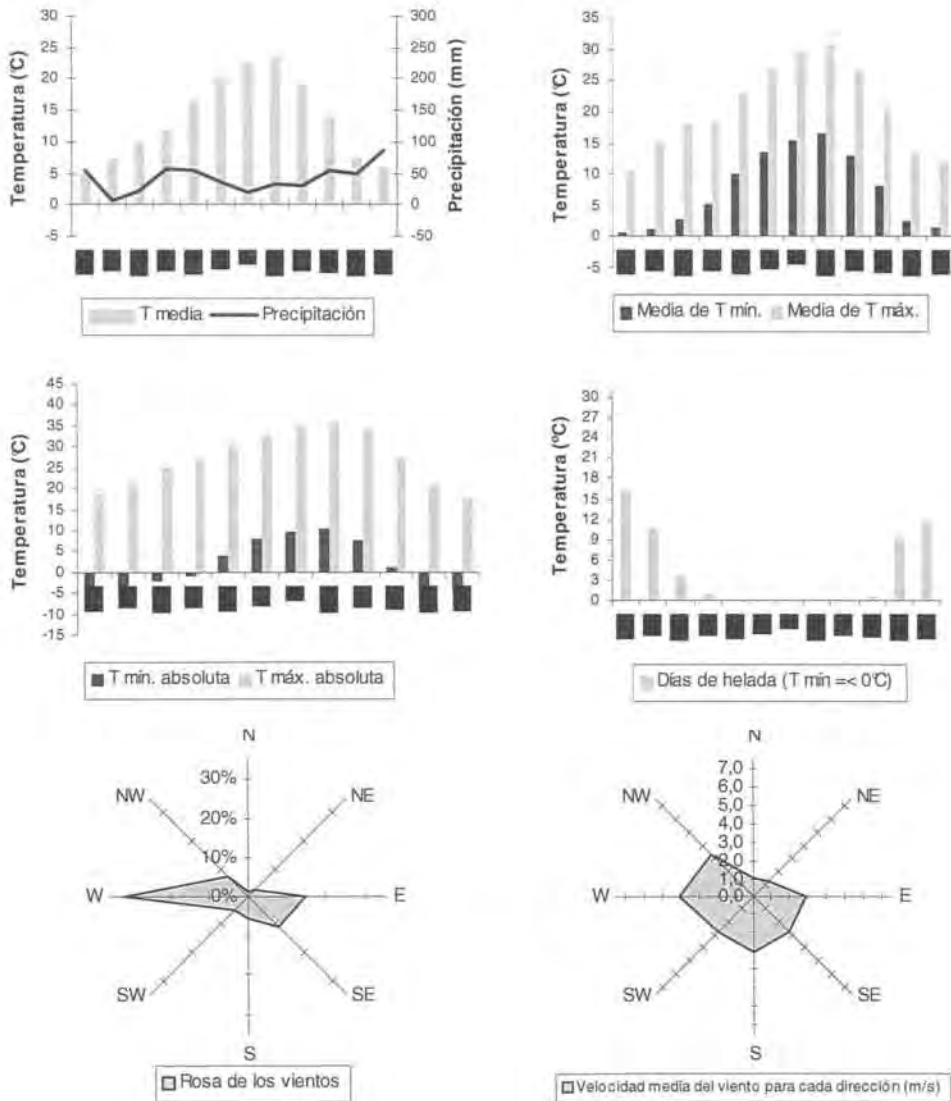 30
25
20
15
10
5
0
-5
Temperatura (°C)
300
250
200
150
100
50
0
-50
Precipitación (mm)
T media
Precipitación
35
30
25
20
15
10
5
0
-5
Temperatura (°C)
Media de T mín.
Media de T máx.
45
40
35
30
25
20
15
10
5
0
-5
-10
-15
Temperatura (°C)
T mín. absoluta
T máx. absoluta
30
27
24
21
18
15
12
9
6
3
0
Temperatura (ºC)
Días de helada (T mín =< 0°C)
N
NW
30%
NE
20%
10%
W
0%
E
SW
SE
S
Rosa de los vientos
N
7,0
NW
6,0
NE
5,0
4,0
3,0
2,0
1,0
W
0,0
E
SW
SE
S
Velocidad media del viento para cada dirección (m/s)